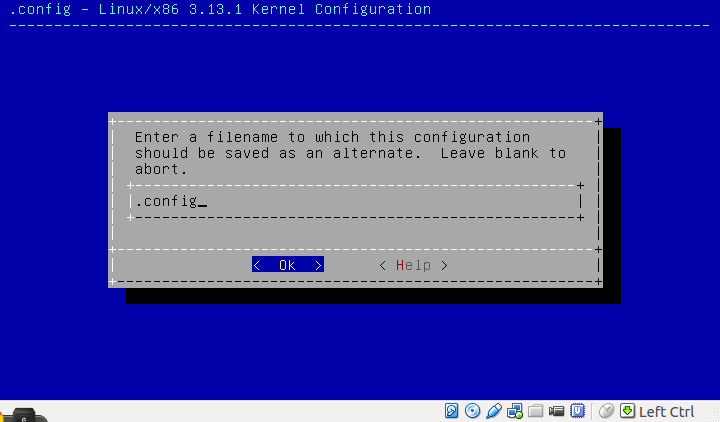 .config - Linux/x86 3.13.1 Kernel Configuration
Enter a filename to which this configuration
should be saved as an alternate.  Leave blank to
abort.
.config_
<  Ok  >      < Help >
Left Ctrl